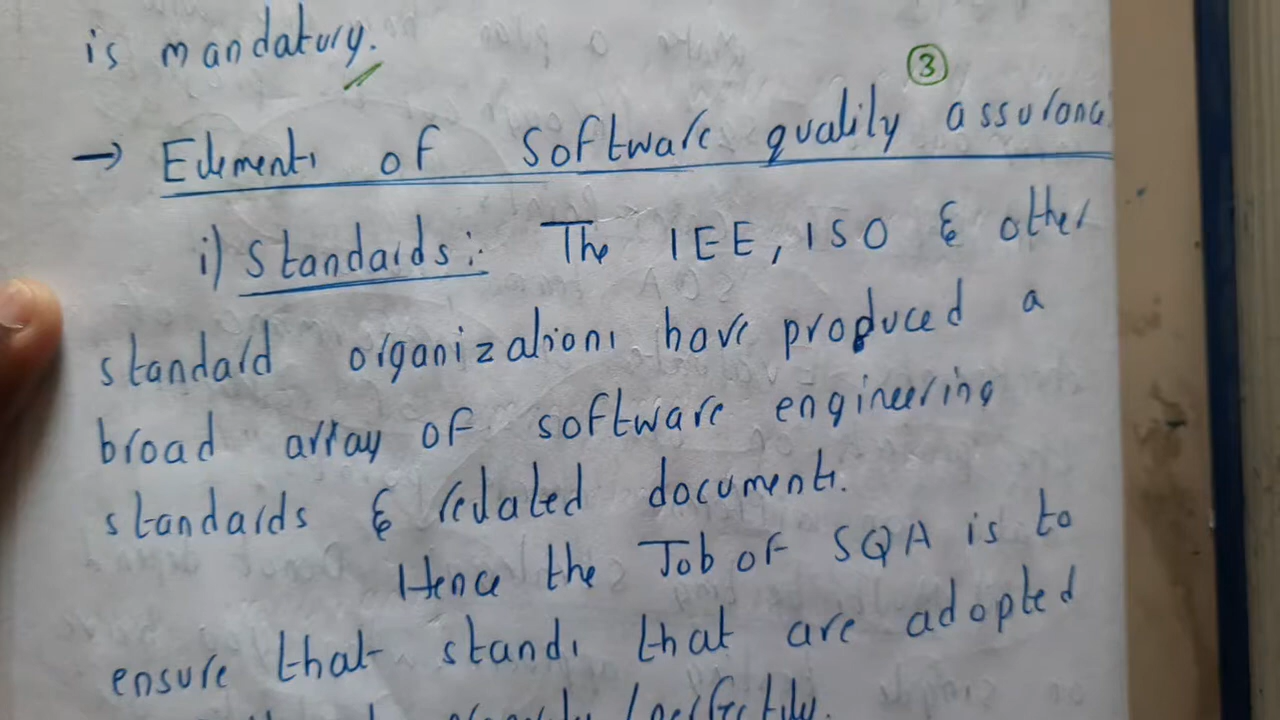 is mandatory.
③
→ Elements of Software quality assurance
i) Standards:- The IEE, ISO & other
standard organizations have produced a
broad array of software engineering
standards & related documents.
Hence the Job of SQA is to
ensure that stands that are adopted
perfectily.